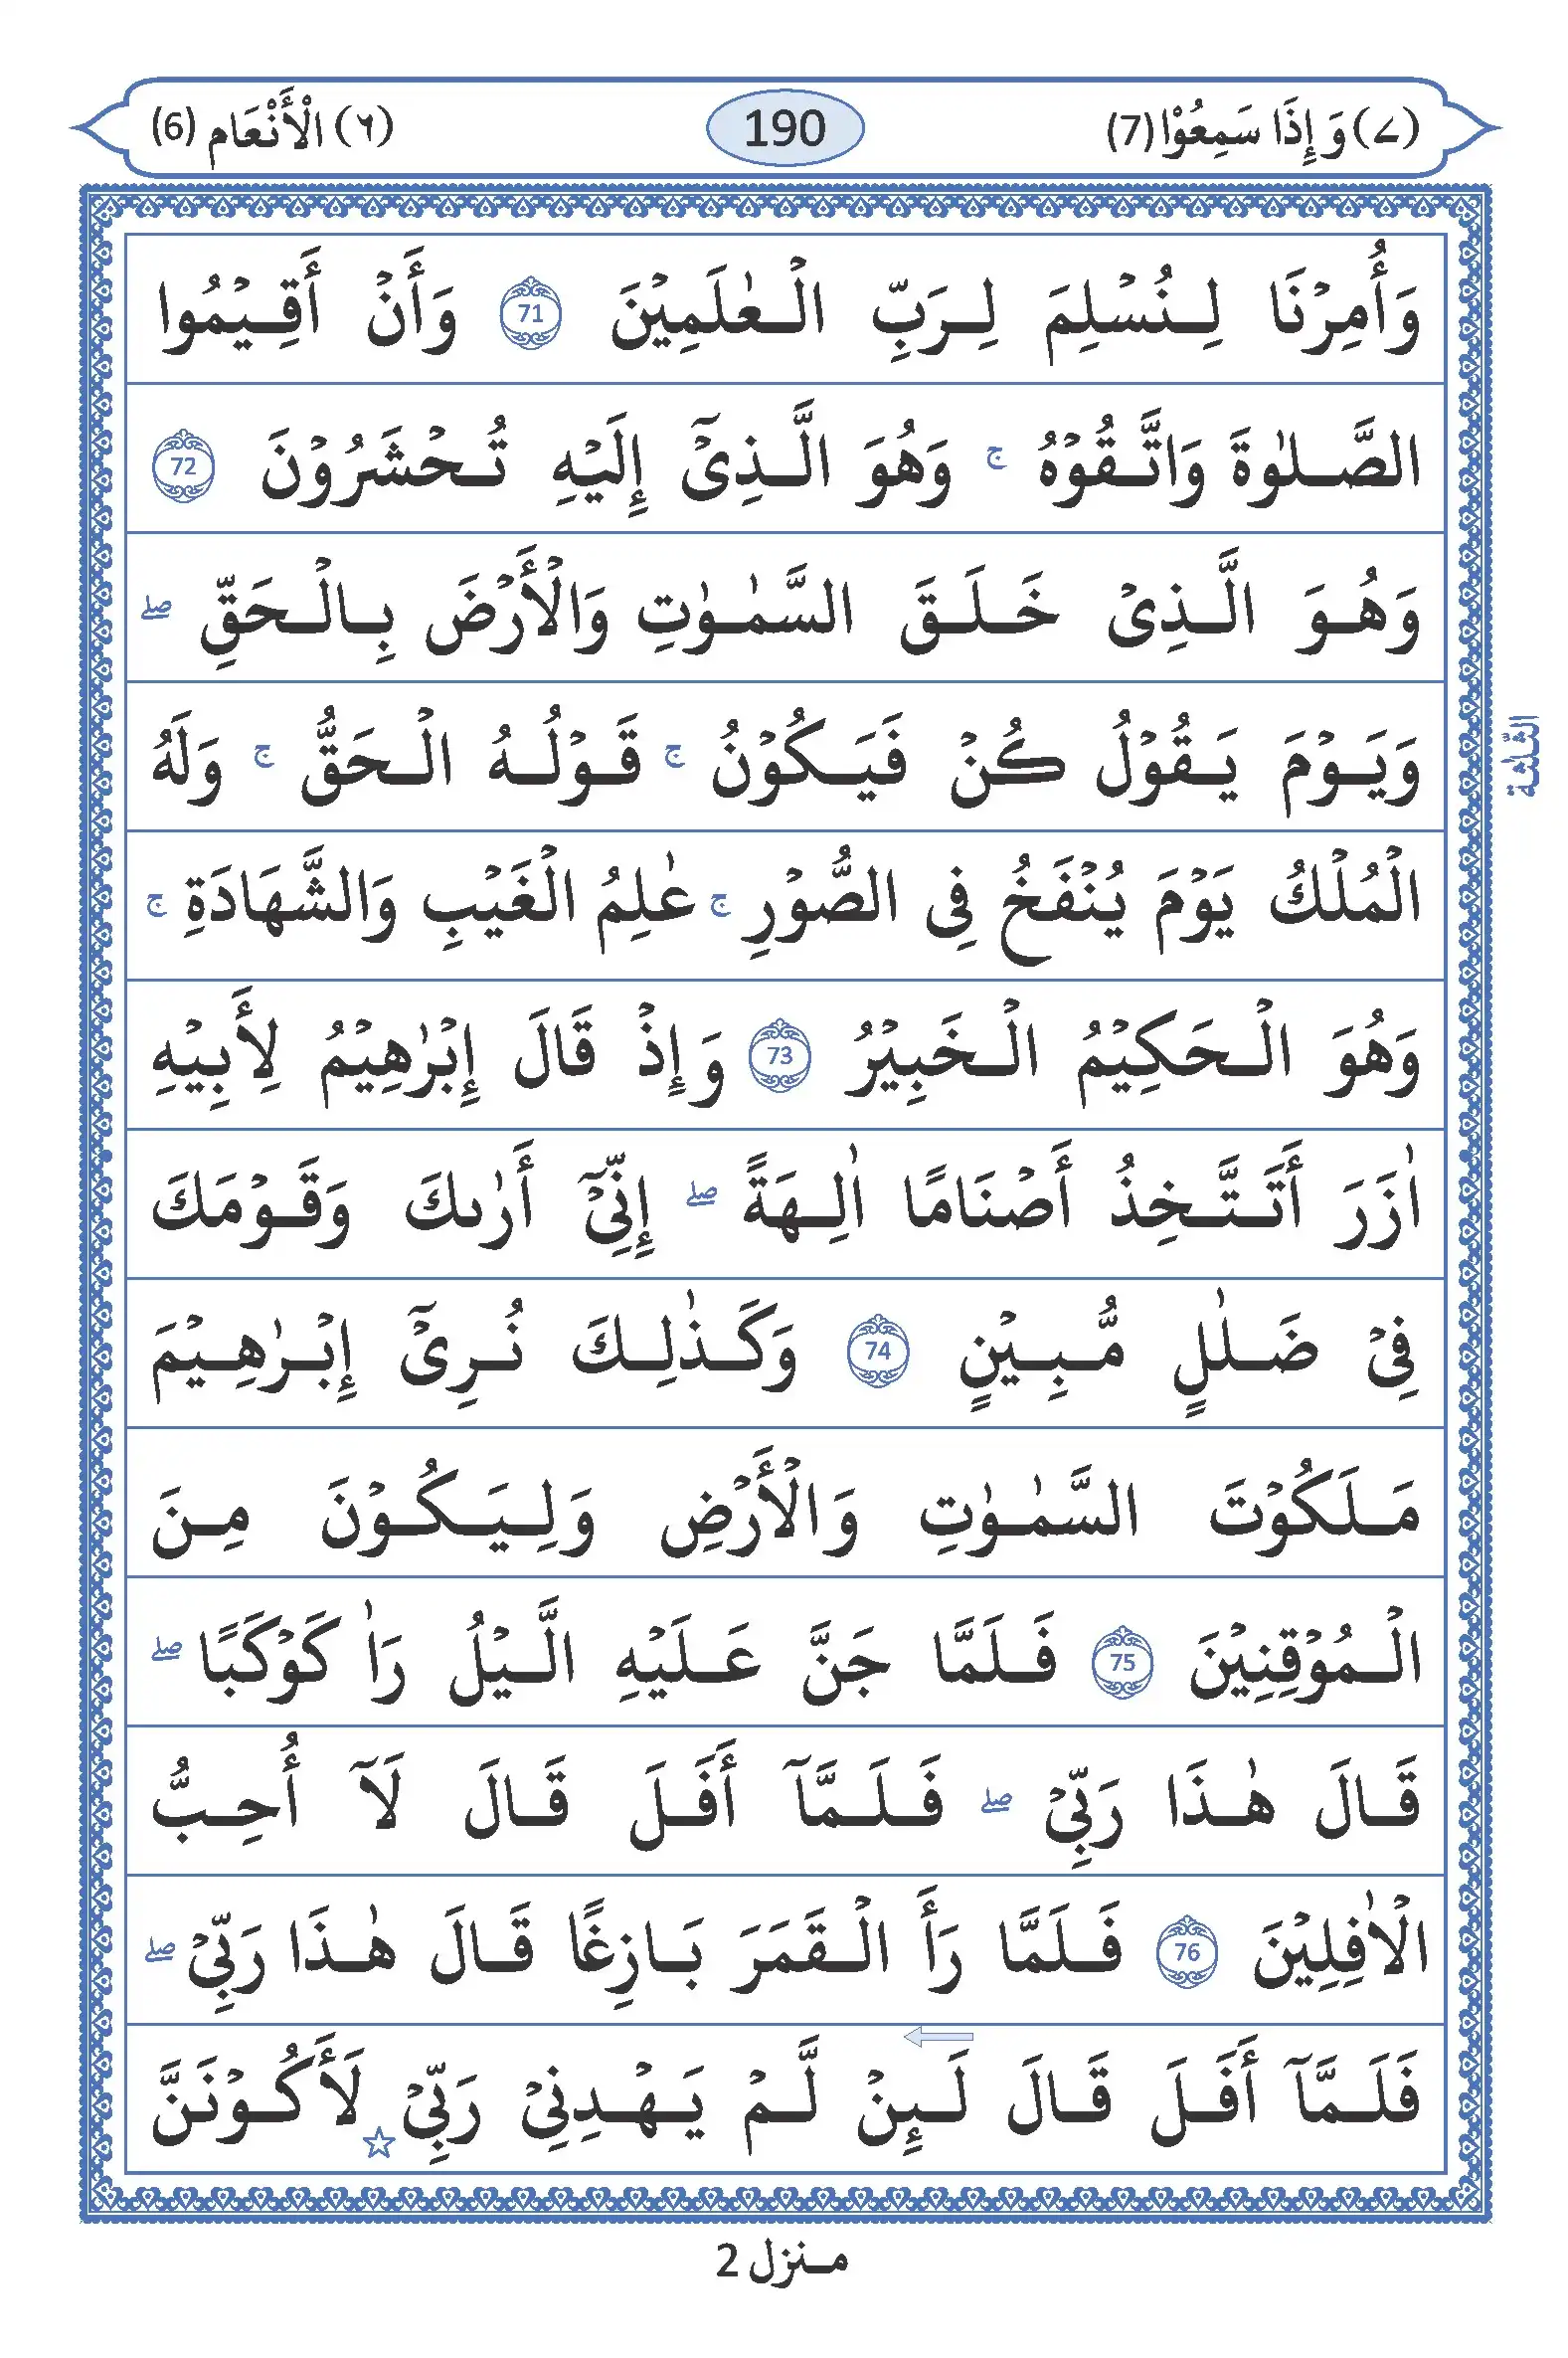 (٧) وَ إِذَا سَمِعُوْا (7) 190 (٦) الْأَنْعَام (6)
وَأُمِرْنَا لِنُسْلِمَ لِرَبِّ الْعٰلَمِيْنَ 71 وَأَنْ أَقِيْمُوا
الصَّلٰوةَ وَاتَّقُوْهُ ج وَهُوَ الَّذِيْٓ إِلَيْهِ تُحْشَرُوْنَ 72
وَهُوَ الَّذِيْ خَلَقَ السَّمٰوٰتِ وَالْأَرْضَ بِالْحَقِّ صلے
وَيَوْمَ يَقُوْلُ كُنْ فَيَكُوْنُ ج قَوْلُهُ الْحَقُّ ج وَلَهُ
الْمُلْكُ يَوْمَ يُنْفَخُ فِى الصُّوْرِ ج عٰلِمُ الْغَيْبِ وَالشَّهَادَةِ ج
وَهُوَ الْحَكِيْمُ الْخَبِيْرُ 73 وَ إِذْ قَالَ إِبْرٰهِيْمُ لِأَبِيْهِ
اٰزَرَ أَتَتَّخِذُ أَصْنَامًا اٰلِهَةً صلے إِنِّيْٓ أَرٰىكَ وَقَوْمَكَ
فِيْ ضَلٰلٍ مُّبِيْنٍ 74 وَكَذٰلِكَ نُرِيْٓ إِبْرٰهِيْمَ
مَلَكُوْتَ السَّمٰوٰتِ وَالْأَرْضِ وَلِيَكُوْنَ مِنَ
الْمُوْقِنِيْنَ 75 فَلَمَّا جَنَّ عَلَيْهِ الَّيْلُ رَاٰ كَوْكَبًا صلے
قَالَ هٰذَا رَبِّيْ صلے فَلَمَّآ أَفَلَ قَالَ لَآ أُحِبُّ
الْاٰفِلِيْنَ 76 فَلَمَّا رَأَ الْقَمَرَ بَازِغًا قَالَ هٰذَا رَبِّيْ صلے
فَلَمَّآ أَفَلَ قَالَ لَئِنْ لَّمْ يَهْدِنِيْ رَبِّيْ لَأَكُوْنَنَّ
الثّلٰثة
منزل 2